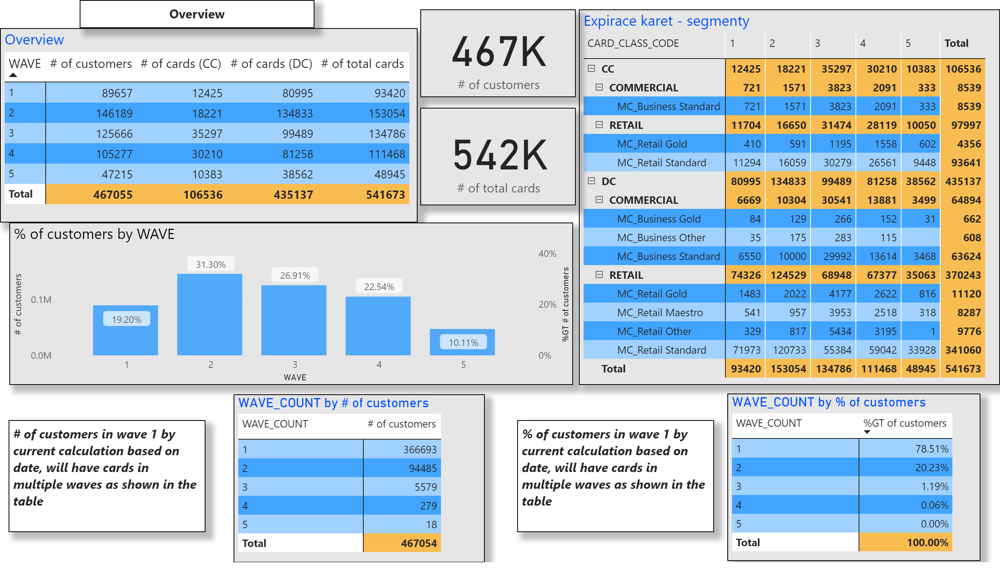 Overview
Overview
WAVE # of customers # of cards (CC) # of cards (DC) # of total cards
1 89657 12425 80995 93420
2 146189 18221 134833 153054
3 125666 35297 99489 134786
4 105277 30210 81258 111468
5 47215 10383 38562 48945
Total 467055 106536 435137 541673
467K
# of customers
542K
# of total cards
Expirace karet - segmenty
CARD_CLASS_CODE 1 2 3 4 5 Total
CC 12425 18221 35297 30210 10383 106536
COMMERCIAL 721 1571 3823 2091 333 8539
MC_Business Standard 721 1571 3823 2091 333 8539
RETAIL 11704 16650 31474 28119 10050 97997
MC_Retail Gold 410 591 1195 1558 602 4356
MC_Retail Standard 11294 16059 30279 26561 9448 93641
DC 80995 134833 99489 81258 38562 435137
COMMERCIAL 6669 10304 30541 13881 3499 64894
MC_Business Gold 84 129 266 152 31 662
MC_Business Other 35 175 283 115 608
MC_Business Standard 6550 10000 29992 13614 3468 63624
RETAIL 74326 124529 68948 67377 35063 370243
MC_Retail Gold 1483 2022 4177 2622 816 11120
MC_Retail Maestro 541 957 3953 2518 318 8287
MC_Retail Other 329 817 5434 3195 1 9776
MC_Retail Standard 71973 120733 55384 59042 33928 341060
Total 93420 153054 134786 111468 48945 541673
% of customers by WAVE
# of customers
0.1M
0.0M
19.20%
31.30%
26.91%
22.54%
10.11%
40%
20%
0%
%GT # of customers
1 2 3 4 5
WAVE
# of customers in wave 1 by
current calculation based on
date, will have cards in
multiple waves as shown in the
table
WAVE_COUNT by # of customers
WAVE_COUNT # of customers
1 366693
2 94485
3 5579
4 279
5 18
Total 467054
% of customers in wave 1 by
current calculation based on
date, will have cards in
multiple waves as shown in the
table
WAVE_COUNT by % of customers
WAVE_COUNT %GT of customers
1 78.51%
2 20.23%
3 1.19%
4 0.06%
5 0.00%
Total 100.00%